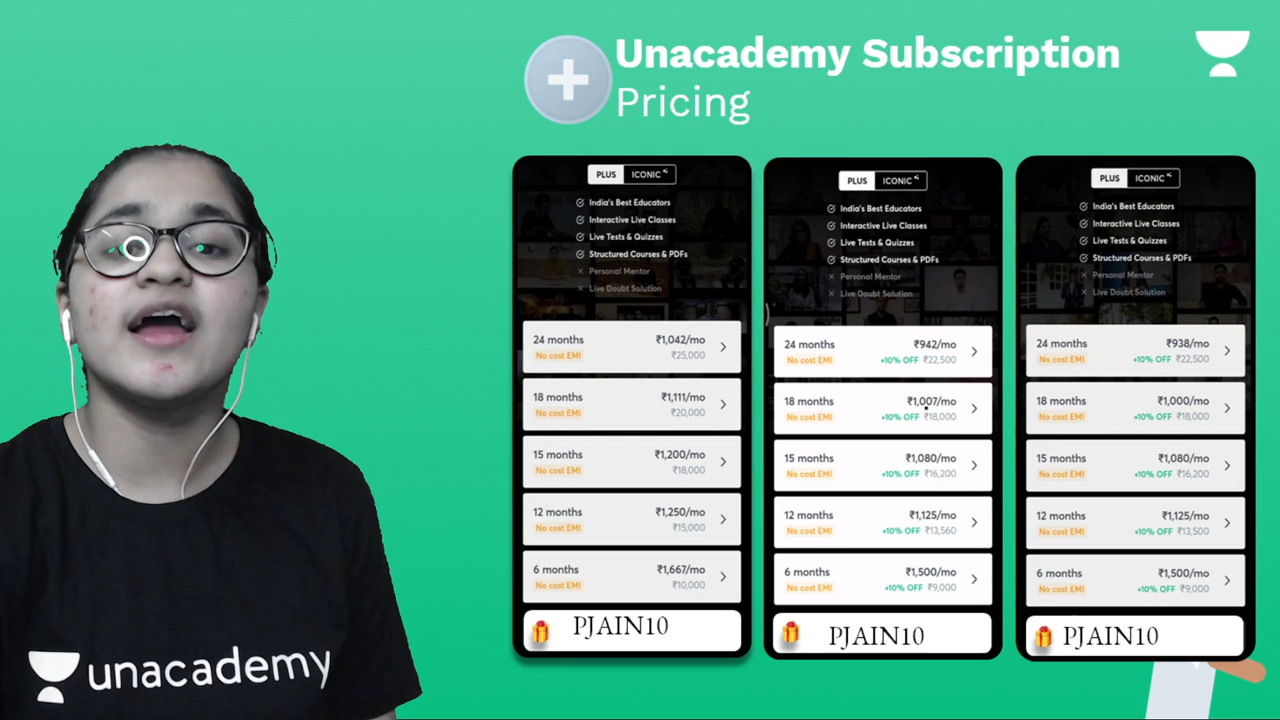 Unacademy Subscription
Pricing
PLUS ICONIC
India's Best Educators
Interactive Live Classes
Live Tests & Quizzes
Structured Courses & PDFs
Personal Mentor
Live Doubt Solution
24 months ₹1,042/mo
No cost EMI ₹25,000
18 months ₹1,111/mo
No cost EMI ₹20,000
15 months ₹1,200/mo
No cost EMI ₹18,000
12 months ₹1,250/mo
No cost EMI ₹15,000
6 months ₹1,667/mo
No cost EMI ₹10,000
PJAIN10
PLUS ICONIC
India's Best Educators
Interactive Live Classes
Live Tests & Quizzes
Structured Courses & PDFs
Personal Mentor
Live Doubt Solution
24 months ₹942/mo
No cost EMI +10% OFF ₹22,500
18 months ₹1,007/mo
No cost EMI +10% OFF ₹18,000
15 months ₹1,080/mo
No cost EMI +10% OFF ₹16,200
12 months ₹1,125/mo
No cost EMI +10% OFF ₹13,560
6 months ₹1,500/mo
No cost EMI +10% OFF ₹9,000
PJAIN10
PLUS ICONIC
India's Best Educators
Interactive Live Classes
Live Tests & Quizzes
Structured Courses & PDFs
Personal Mentor
Live Doubt Solution
24 months ₹938/mo
No cost EMI +10% OFF ₹22,500
18 months ₹1,000/mo
No cost EMI +10% OFF ₹18,000
15 months ₹1,080/mo
No cost EMI +10% OFF ₹16,200
12 months ₹1,125/mo
No cost EMI +10% OFF ₹13,500
6 months ₹1,500/mo
No cost EMI +10% OFF ₹9,000
PJAIN10
unacademy